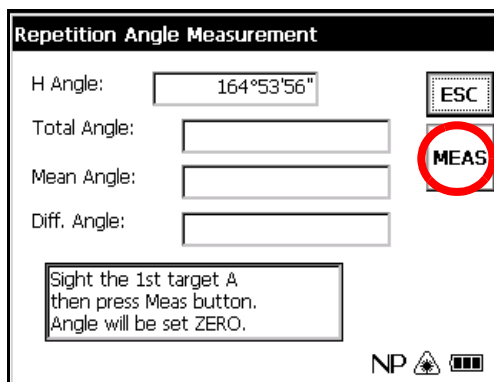 Repetition Angle Measurement
H Angle: 164°53'56"
ESC
Total Angle:
MEAS
Mean Angle:
Diff. Angle:
Sight the 1st target A
then press Meas button.
Angle will be set ZERO.
NP